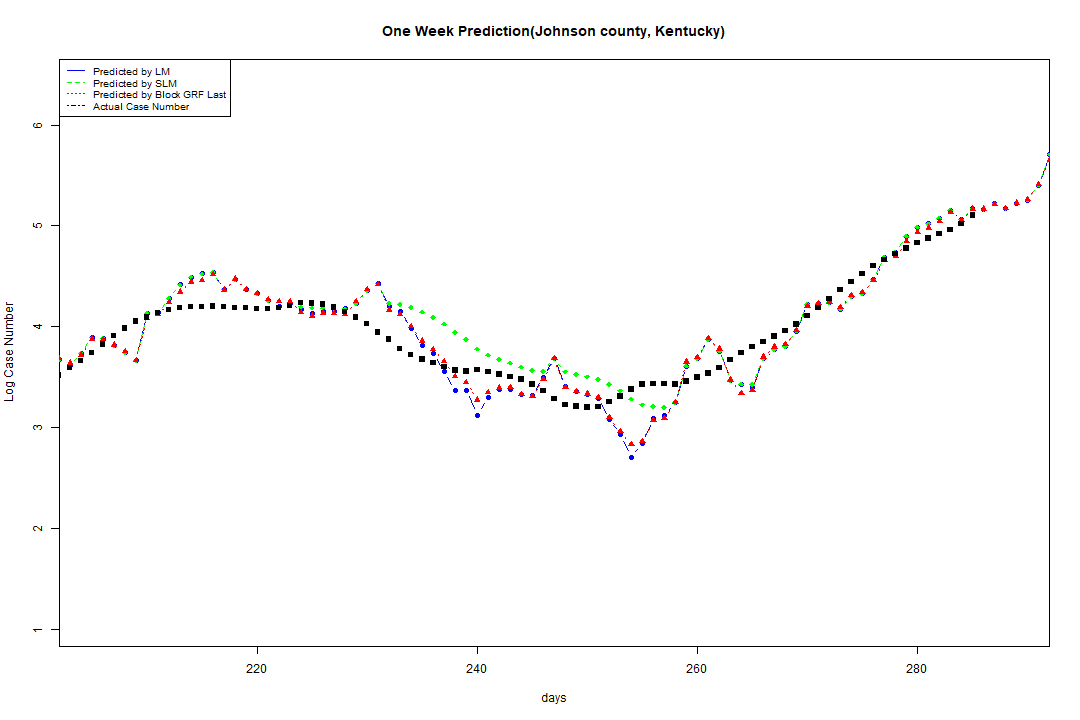 One Week Prediction(Johnson county, Kentucky)
Predicted by LM
Predicted by SLM
Predicted by Block GRF Last
Actual Case Number
Log Case Number
6
5
4
3
2
1
220
240
260
280
days